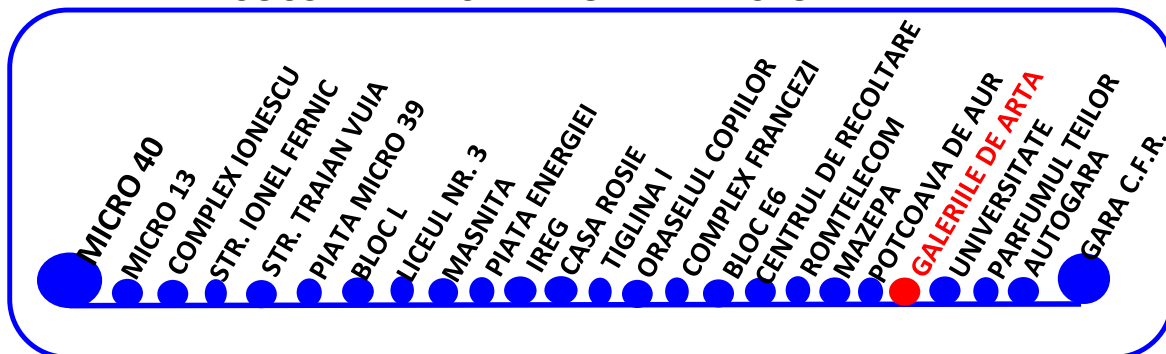 MICRO 40
MICRO 13
COMPLEX IONESCU
STR. IONEL FERNIC
STR. TRAIAN VUIA
PIATA MICRO 39
BLOC L
LICEUL NR. 3
MASNITA
PIATA ENERGIEI
IREG
CASA ROSIE
TIGLINA I
ORASELUL COPIILOR
COMPLEX FRANCEZI
BLOC E6
CENTRUL DE RECOLTARE
ROMTELECOM
MAZEPA
POTCOAVA DE AUR
GALERIILE DE ARTA
UNIVERSITATE
PARFUMUL TEILOR
AUTOGARA
GARA C.F.R.